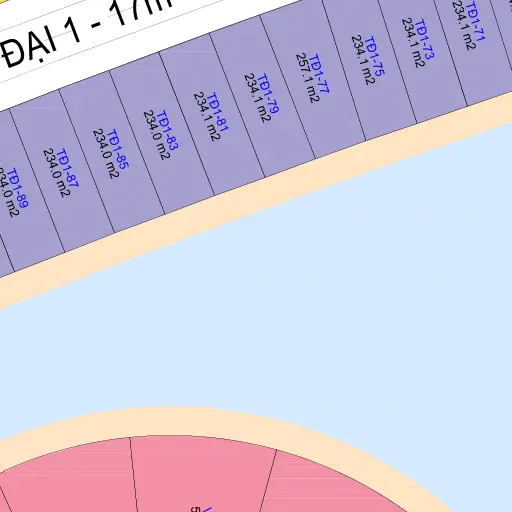 ĐẠI 1 - 17m
TĐ1-89
234.0 m2
TĐ1-87
234.0 m2
TĐ1-85
234.0 m2
TĐ1-83
234.0 m2
TĐ1-81
234.1 m2
TĐ1-79
234.1 m2
TĐ1-77
257.1 m2
TĐ1-75
234.1 m2
TĐ1-73
234.1 m2
TĐ1-71
234.1 m2